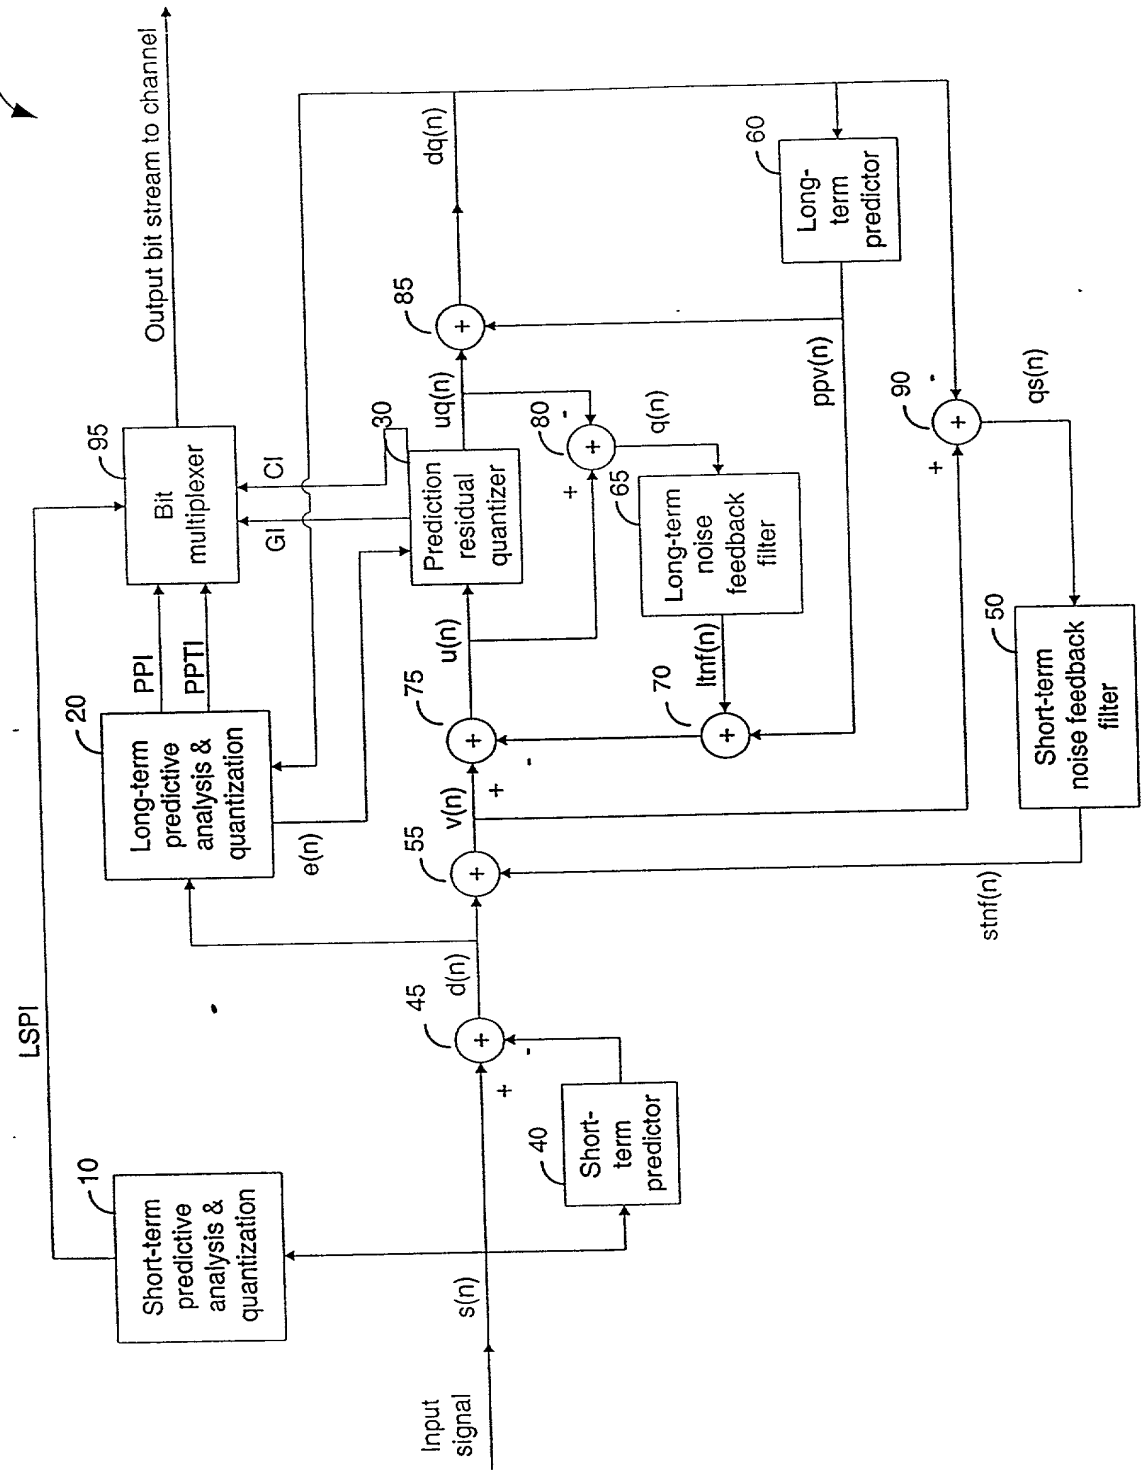 Output bit stream to channel
LSPI
10
Short-term
predictive
analysis &
quantization
20
Long-term
predictive
analysis &
quantization
PPI
PPTI
95
Bit
multiplexer
GI
CI
e(n)
Input
signal
s(n)
+
-
45
+
d(n)
40
Short-
term
predictor
55
+
v(n)
+
-
75
+
u(n)
30
Prediction
residual
quantizer
uq(n)
85
+
dq(n)
+
-
80
+
q(n)
65
Long-term
noise
feedback
filter
ltnf(n)
70
+
60
Long-
term
predictor
ppv(n)
+
-
90
+
qs(n)
50
Short-term
noise feedback
filter
stnf(n)